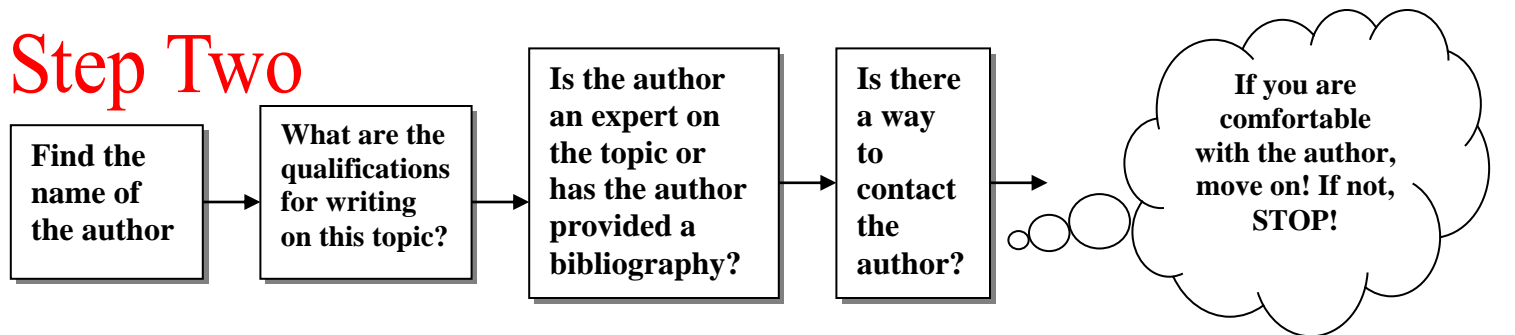 Step Two
Find the
name of
the author
What are the
qualifications
for writing
on this topic?
Is the author
an expert on
the topic or
has the author
provided a
bibliography?
Is there
a way
to
contact
the
author?
If you are
comfortable
with the author,
move on! If not,
STOP!